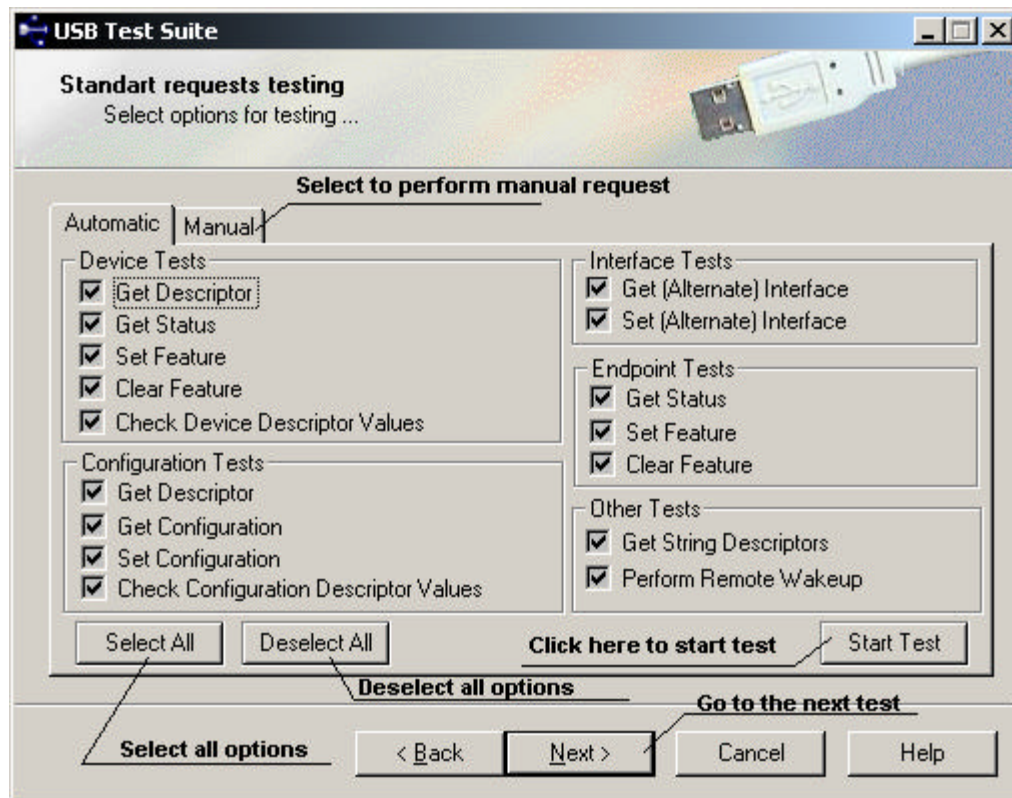 USB Test Suite
Standart requests testing
Select options for testing ...
Select to perform manual request
Automatic
Manual
Device Tests
Get Descriptor
Get Status
Set Feature
Clear Feature
Check Device Descriptor Values
Configuration Tests
Get Descriptor
Get Configuration
Set Configuration
Check Configuration Descriptor Values
Interface Tests
Get (Alternate) Interface
Set (Alternate) Interface
Endpoint Tests
Get Status
Set Feature
Clear Feature
Other Tests
Get String Descriptors
Perform Remote Wakeup
Select All
Deselect All
Click here to start test
Start Test
Deselect all options
Go to the next test
Select all options
< Back
Next >
Cancel
Help